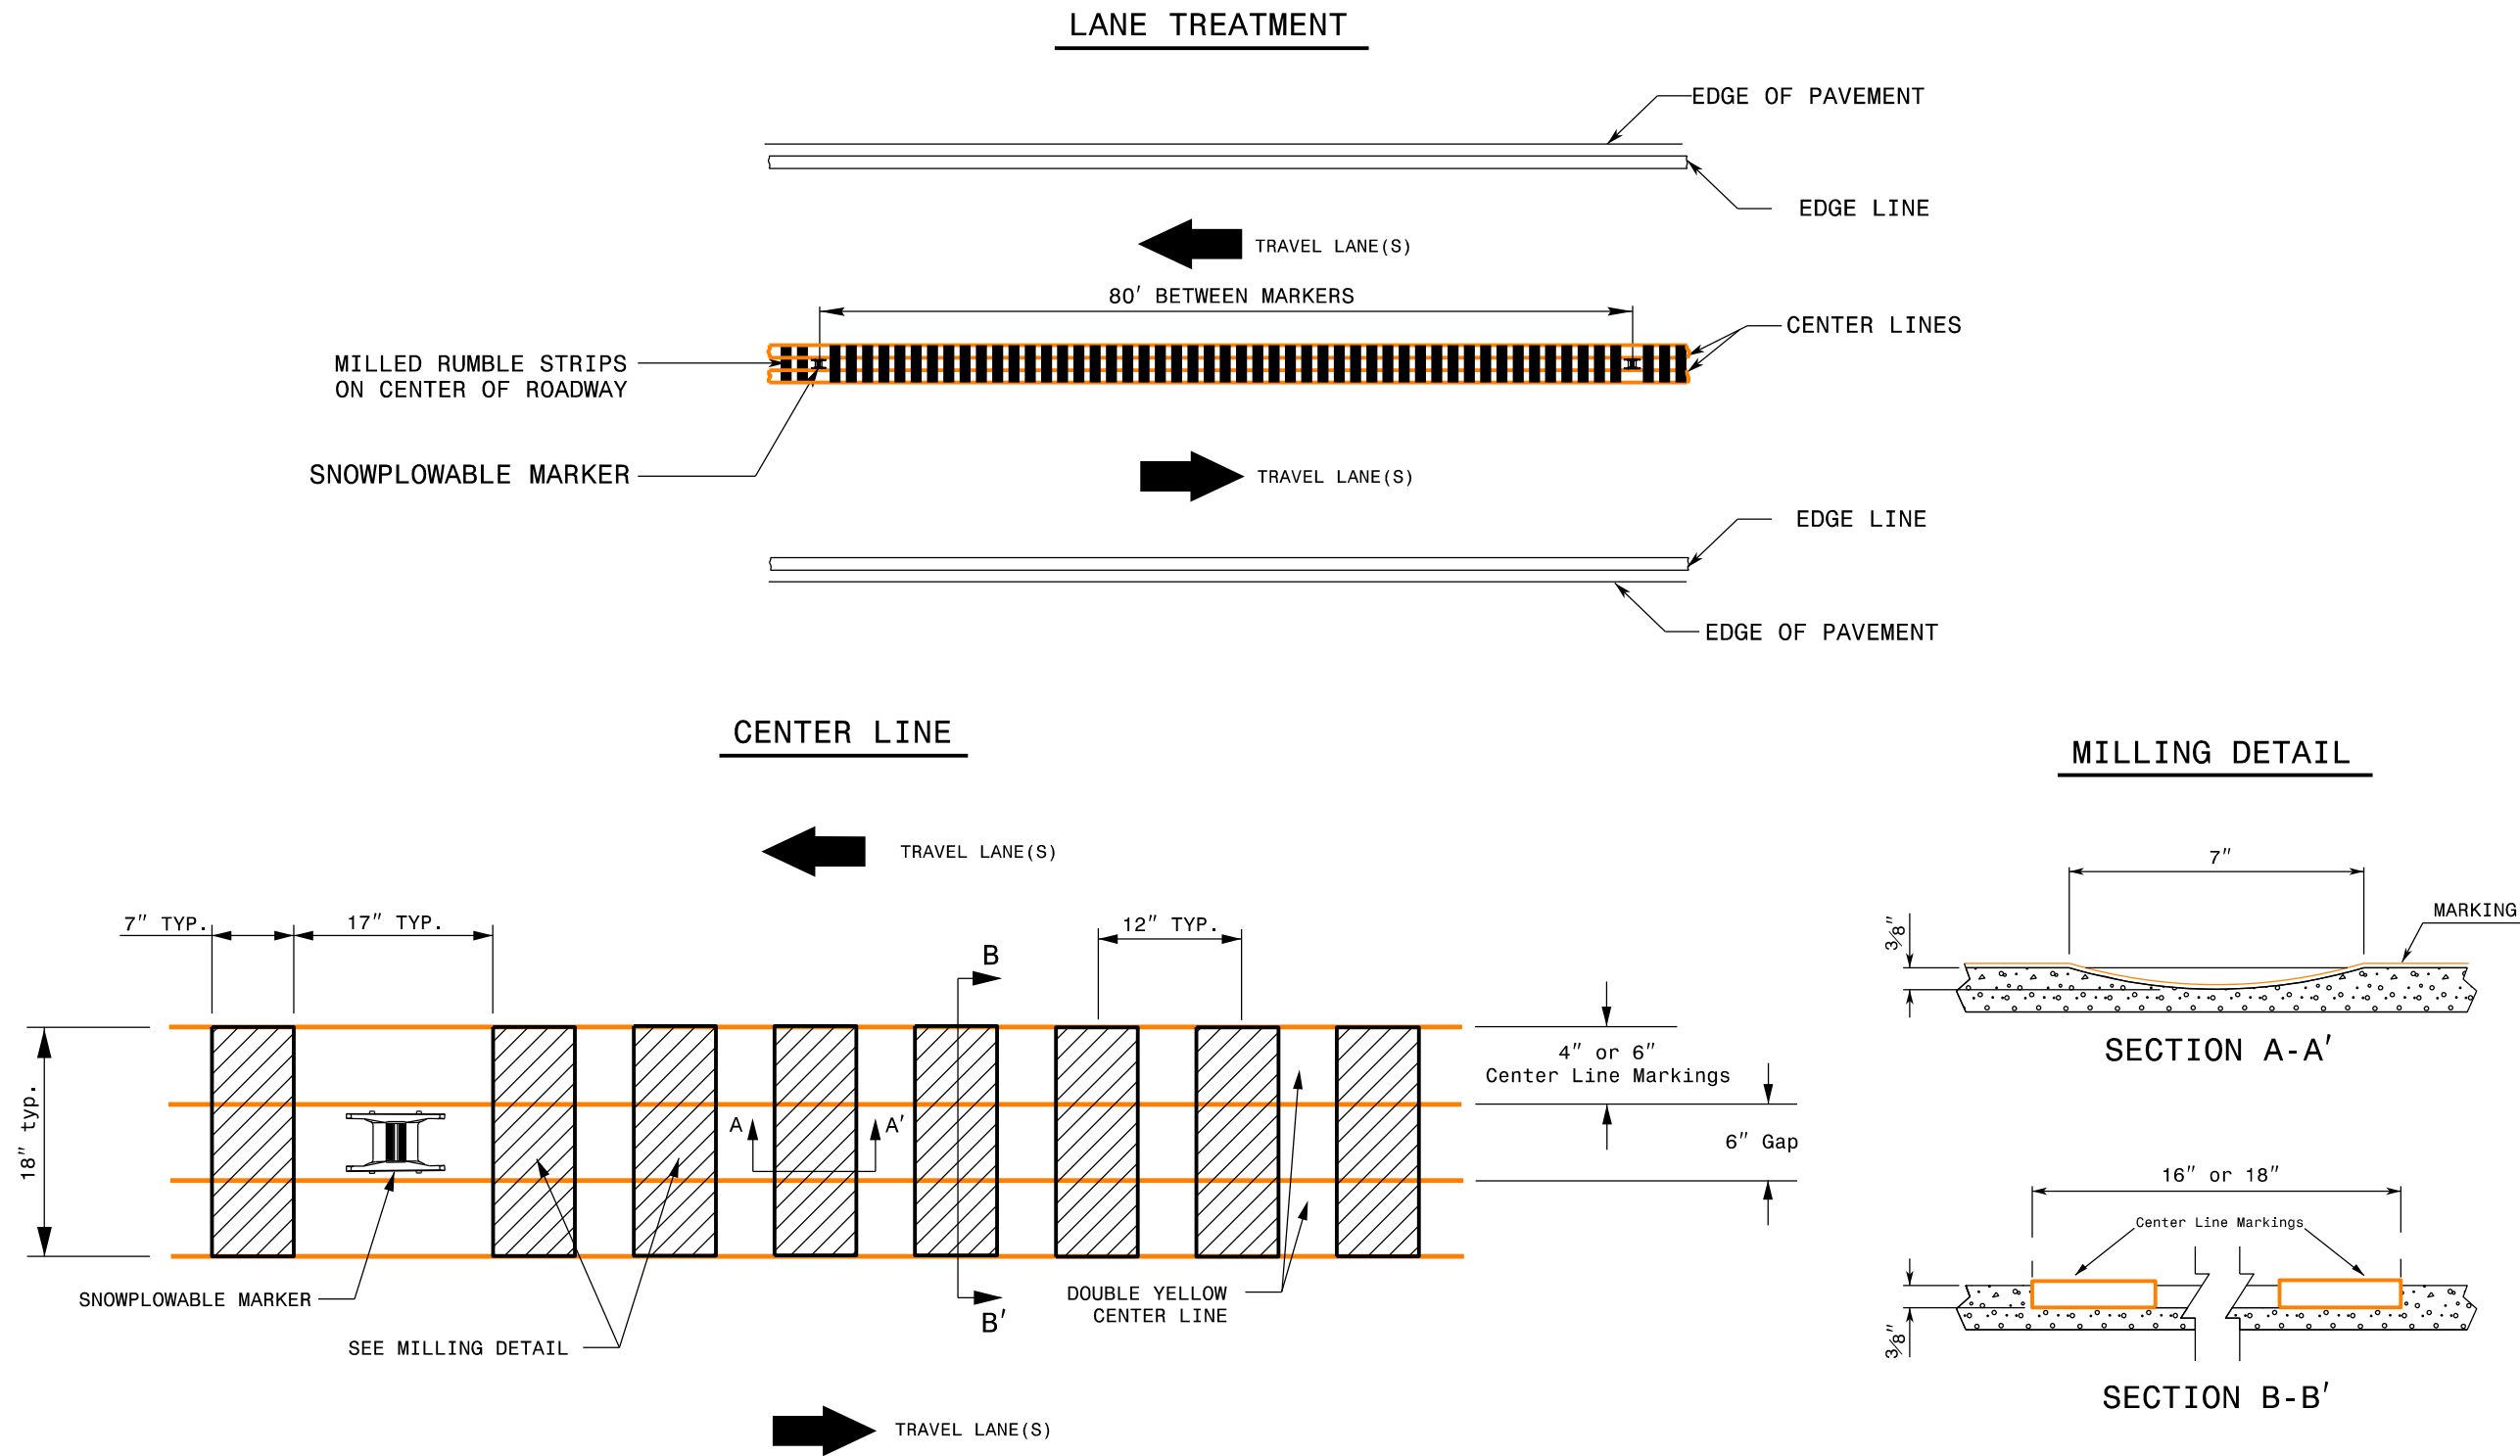 LANE TREATMENT
EDGE OF PAVEMENT
EDGE LINE
TRAVEL LANE(S)
80′ BETWEEN MARKERS
CENTER LINES
MILLED RUMBLE STRIPS
ON CENTER OF ROADWAY
SNOWPLOWABLE MARKER
TRAVEL LANE(S)
EDGE LINE
EDGE OF PAVEMENT
CENTER LINE
TRAVEL LANE(S)
7″ TYP.
17″ TYP.
12″ TYP.
B
18″ typ.
A
A′
4″ or 6″
Center Line Markings
6″ Gap
SNOWPLOWABLE MARKER
SEE MILLING DETAIL
B′
DOUBLE YELLOW
CENTER LINE
TRAVEL LANE(S)
MILLING DETAIL
7″
MARKING
3/8″
SECTION A-A′
16″ or 18″
Center Line Markings
3/8″
SECTION B-B′